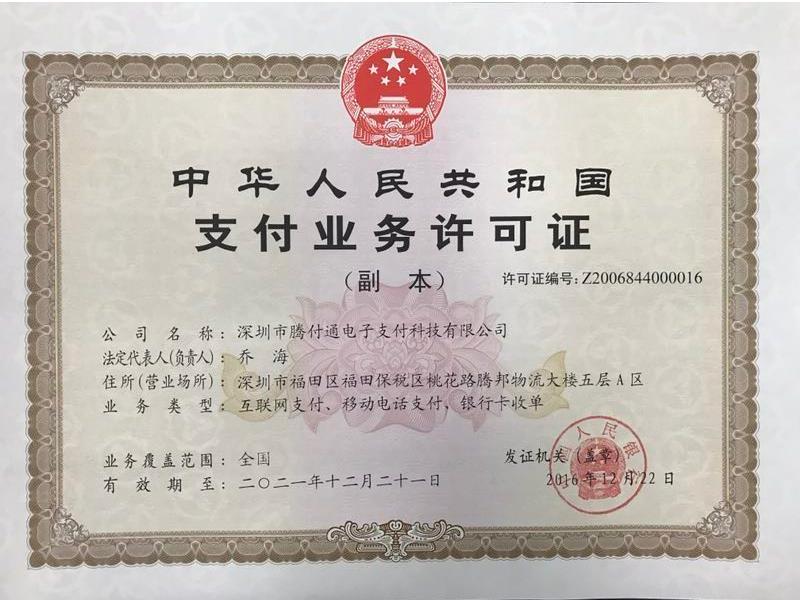 中华人民共和国
支付业务许可证
(副 本) 许可证编号: Z2006844000016
公司名称: 深圳市腾付通电子支付科技有限公司
法定代表人(负责人): 乔 海
住所(营业场所): 深圳市福田区福田保税区桃花路腾邦物流大楼五层A区
业务类型: 互联网支付、移动电话支付、银行卡收单
业务覆盖范围: 全国
有效期至: 二〇二一年十二月二十一日
发证机关(盖章)
2016年12月22日